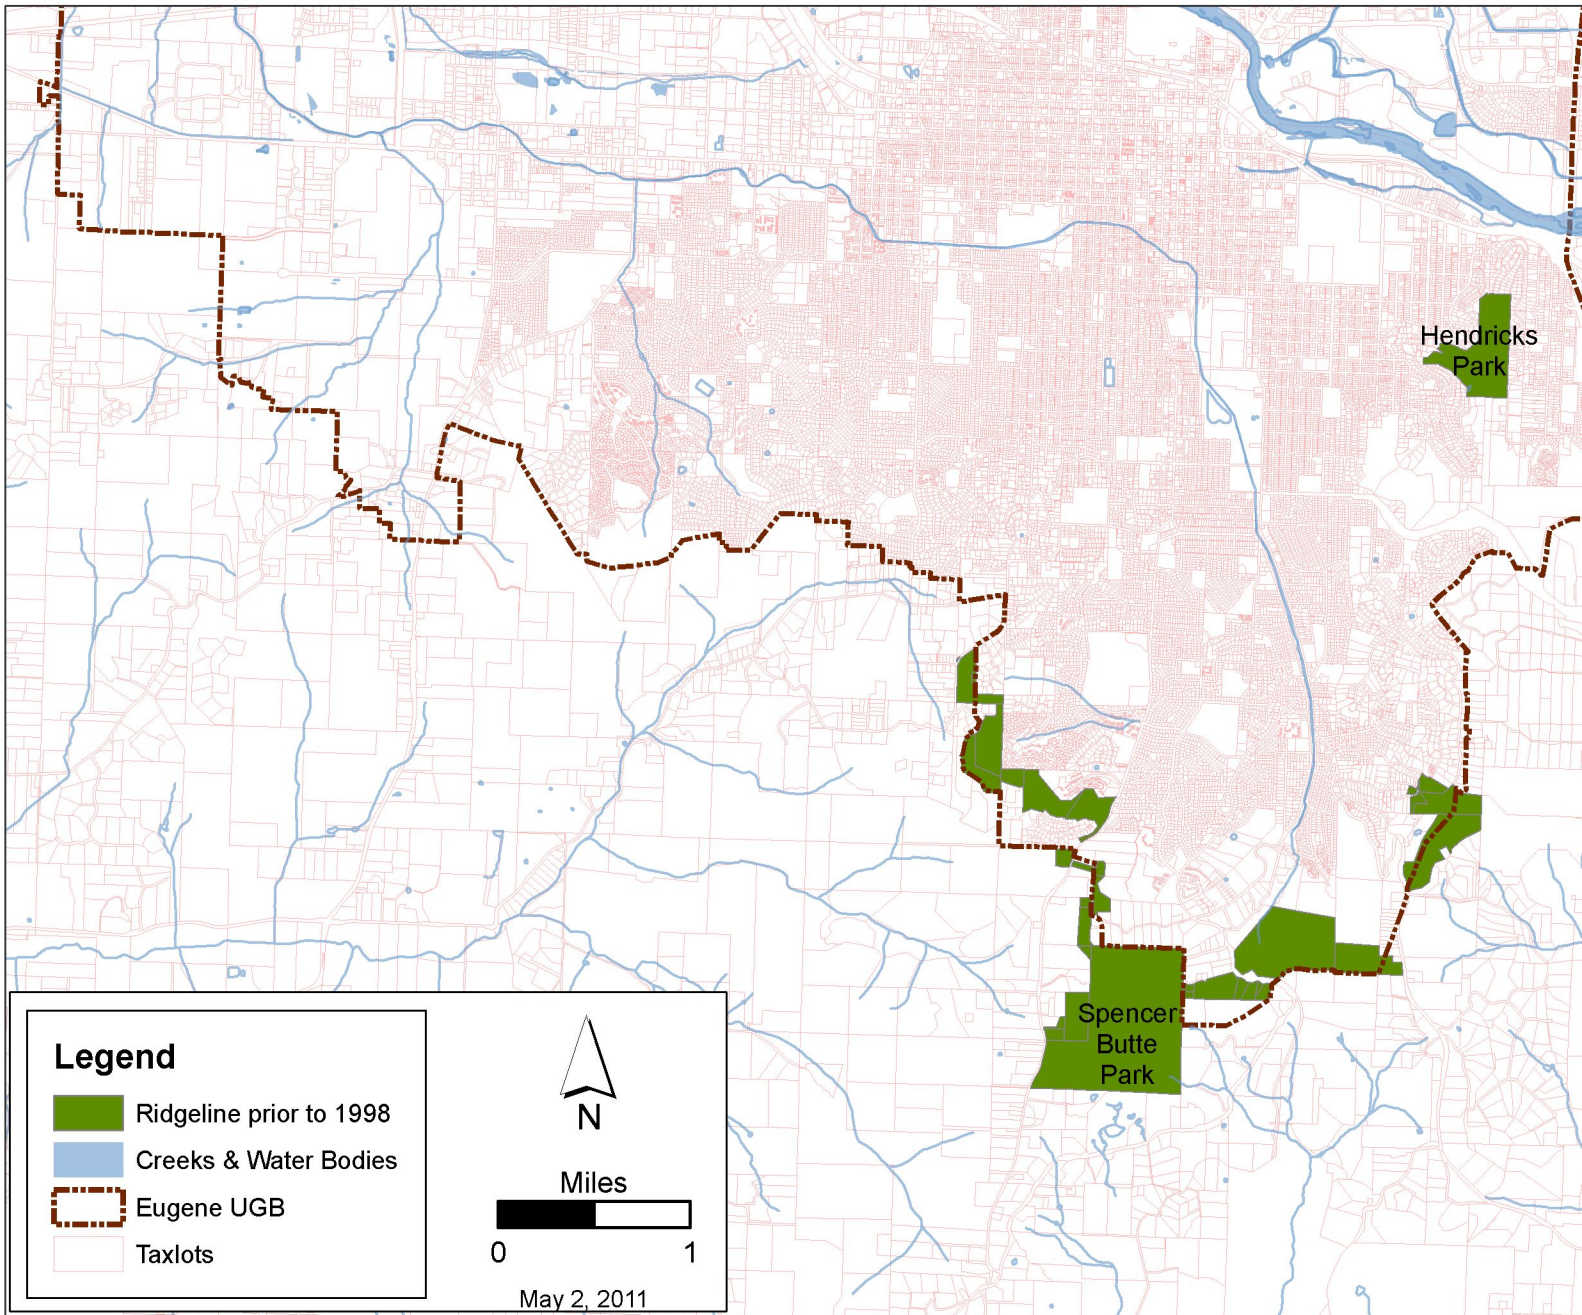 Hendricks
Park
Spencer
Butte
Park
Legend
Ridgeline prior to 1998
Creeks & Water Bodies
Eugene UGB
Taxlots
N
Miles
0 1
May 2, 2011